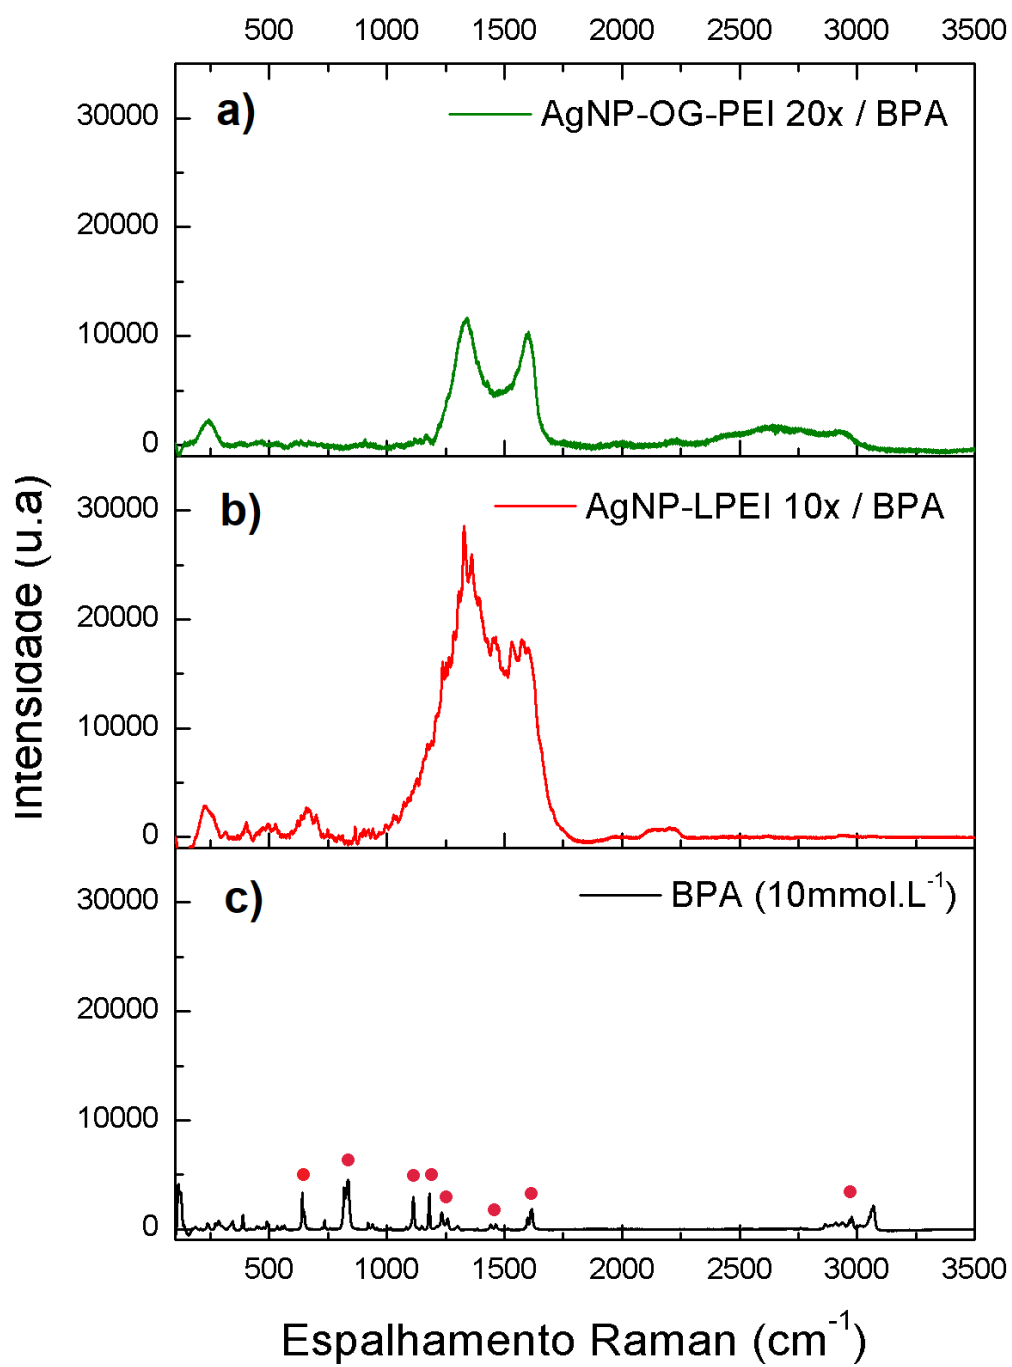 500 1000 1500 2000 2500 3000 3500
a)
AgNP-OG-PEI 20x / BPA
30000
20000
10000
0
b)
AgNP-LPEI 10x / BPA
30000
20000
10000
0
c)
BPA (10mmol.L⁻¹)
30000
20000
10000
0
500 1000 1500 2000 2500 3000 3500
Intensidade (u.a)
Espalhamento Raman (cm⁻¹)